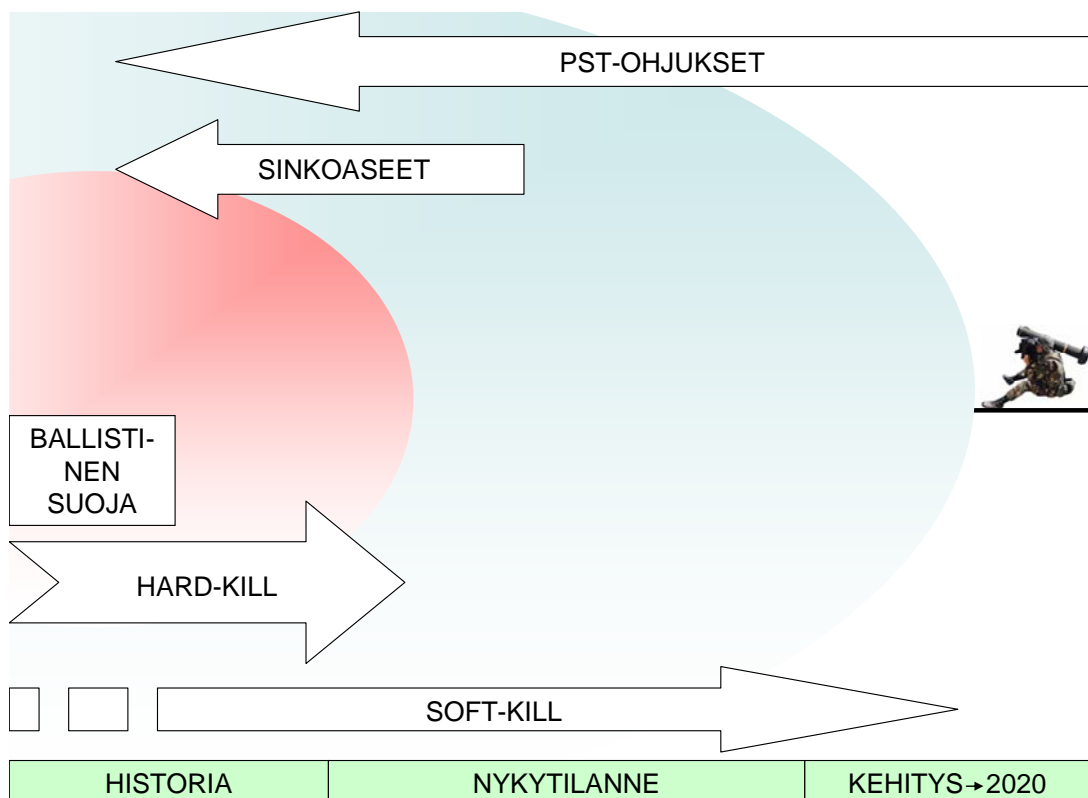 PST-OHJUKSET
SINKOASEET
BALLISTI-
NEN
SUOJA
HARD-KILL
SOFT-KILL
HISTORIA
NYKYTILANNE
KEHITYS→2020